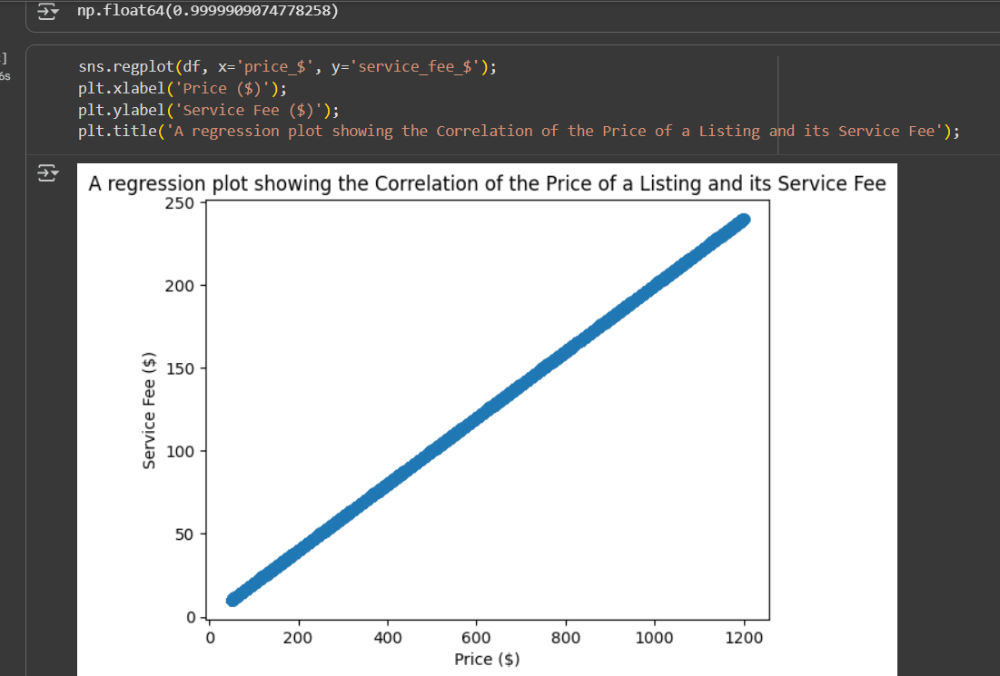 np.float64(0.9999909074778258)
]
6s
sns.regplot(df, x='price_$', y='service_fee_$');
plt.xlabel('Price ($)');
plt.ylabel('Service Fee ($)');
plt.title('A regression plot showing the Correlation of the Price of a Listing and its Service Fee');
A regression plot showing the Correlation of the Price of a Listing and its Service Fee
250
200
150
100
50
0
Service Fee ($)
0 200 400 600 800 1000 1200
Price ($)